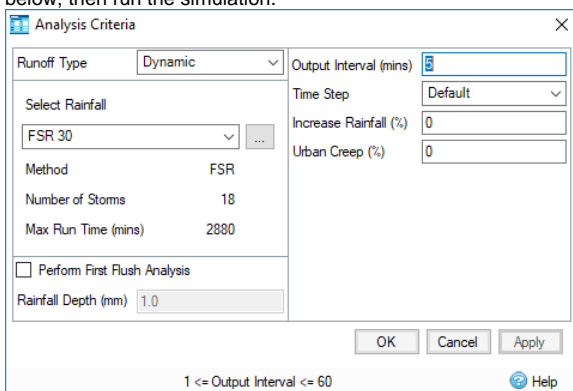 below, then run the simulation.
Analysis Criteria
Runoff Type Dynamic
Select Rainfall
FSR 30 ...
Method FSR
Number of Storms 18
Max Run Time (mins) 2880
Perform First Flush Analysis
Rainfall Depth (mm) 1.0
Output Interval (mins) 5
Time Step Default
Increase Rainfall (%) 0
Urban Creep (%) 0
OK Cancel Apply
1 <= Output Interval <= 60
Help